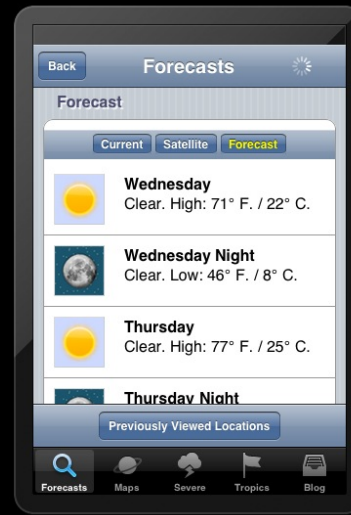 Back
Forecasts
Forecast
Current Satellite Forecast
Wednesday
Clear. High: 71° F. / 22° C.
Wednesday Night
Clear. Low: 46° F. / 8° C.
Thursday
Clear. High: 77° F. / 25° C.
Thursday Night
Previously Viewed Locations
Forecasts Maps Severe Tropics Blog